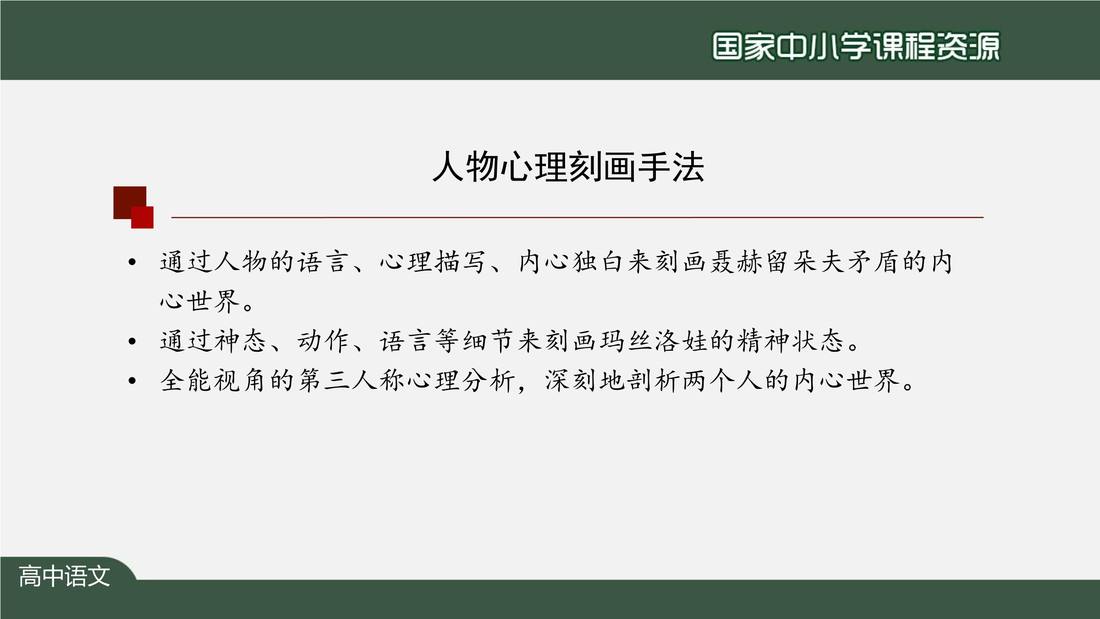 国家中小学课程资源
人物心理刻画手法
• 通过人物的语言、心理描写、内心独白来刻画聂赫留朵夫矛盾的内
心世界。
• 通过神态、动作、语言等细节来刻画玛丝洛娃的精神状态。
• 全能视角的第三人称心理分析，深刻地剖析两个人的内心世界。
高中语文